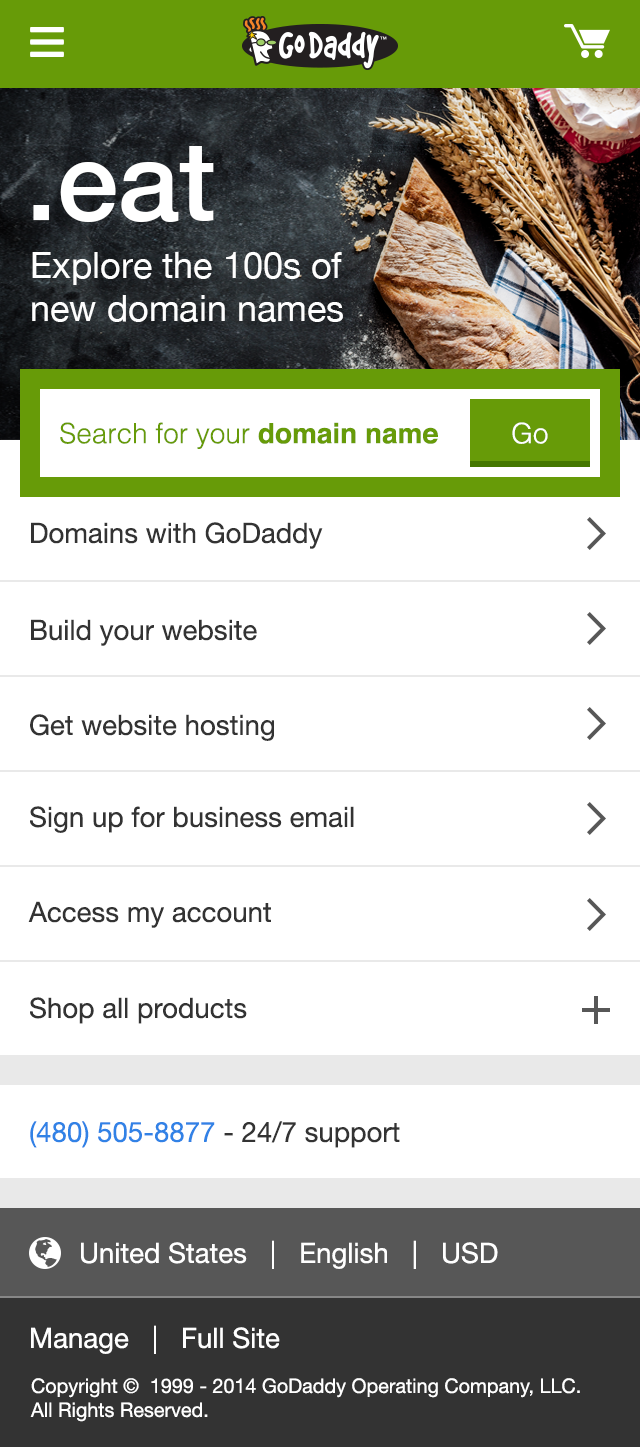 GoDaddy™
.eat
Explore the 100s of
new domain names
Search for your domain name Go
Domains with GoDaddy
Build your website
Get website hosting
Sign up for business email
Access my account
Shop all products
(480) 505-8877 - 24/7 support
United States | English | USD
Manage | Full Site
Copyright © 1999 - 2014 GoDaddy Operating Company, LLC.
All Rights Reserved.